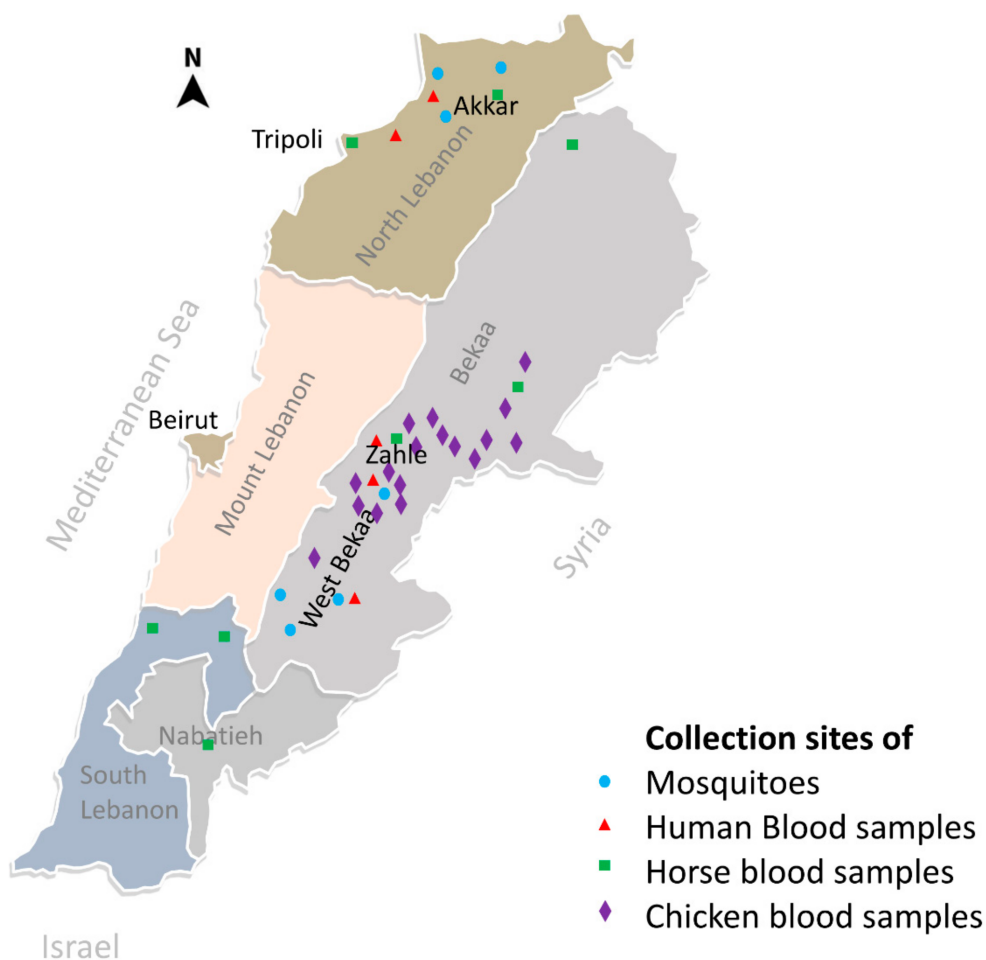 N
Akkar
Tripoli
North Lebanon
Mediterranean Sea
Bekaa
Mount Lebanon
Beirut
Zahle
West Bekaa
Syria
Nabatieh
South
Lebanon
Israel
Collection sites of
Mosquitoes
Human Blood samples
Horse blood samples
Chicken blood samples